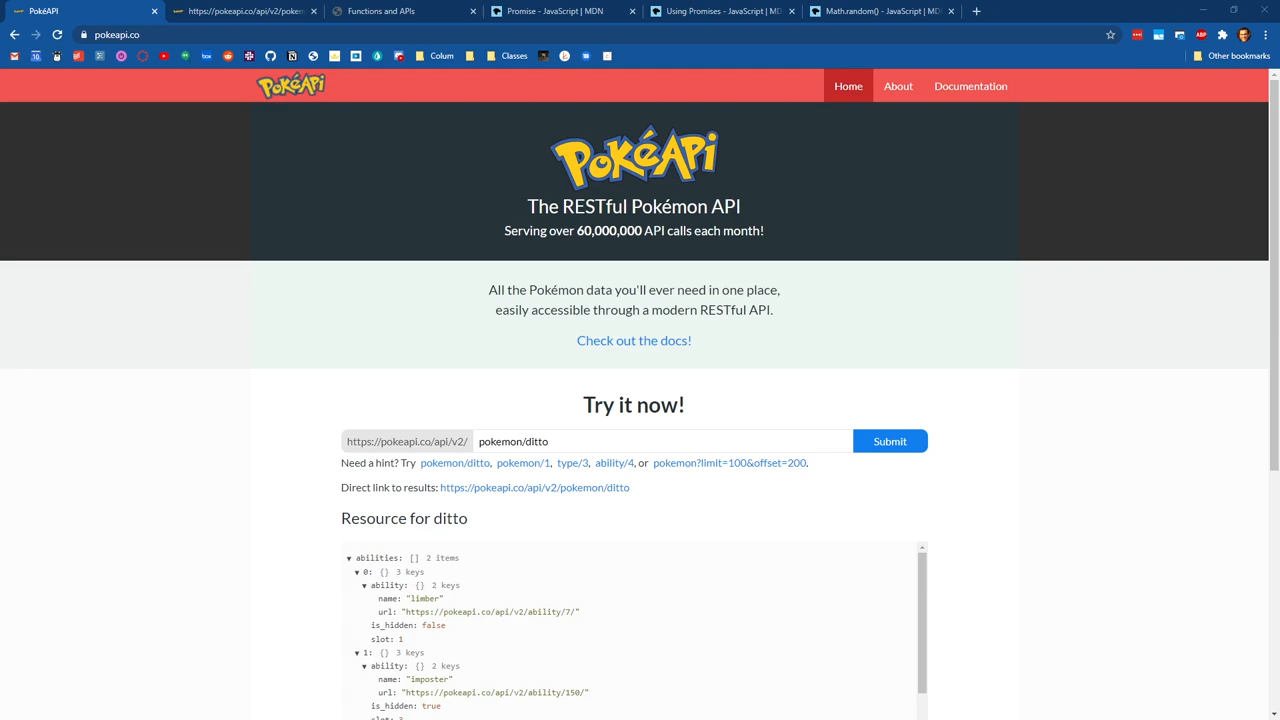 PokéAPI
https://pokeapi.co/api/v2/pokem
Functions and APIs
Promise - JavaScript | MDN
Using Promises - JavaScript | MD
Math.random() - JavaScript | MD
pokeapi.co
Colum
Classes
Other bookmarks
PokéApi
Home
About
Documentation
PokéApi
The RESTful Pokémon API
Serving over 60,000,000 API calls each month!
All the Pokémon data you'll ever need in one place,
easily accessible through a modern RESTful API.
Check out the docs!
Try it now!
https://pokeapi.co/api/v2/ pokemon/ditto Submit
Need a hint? Try pokemon/ditto, pokemon/1, type/3, ability/4, or pokemon?limit=100&offset=200.
Direct link to results: https://pokeapi.co/api/v2/pokemon/ditto
Resource for ditto
abilities: [] 2 items
0: {} 3 keys
ability: {} 2 keys
name: "limber"
url: "https://pokeapi.co/api/v2/ability/7/"
is_hidden: false
slot: 1
1: {} 3 keys
ability: {} 2 keys
name: "imposter"
url: "https://pokeapi.co/api/v2/ability/150/"
is_hidden: true